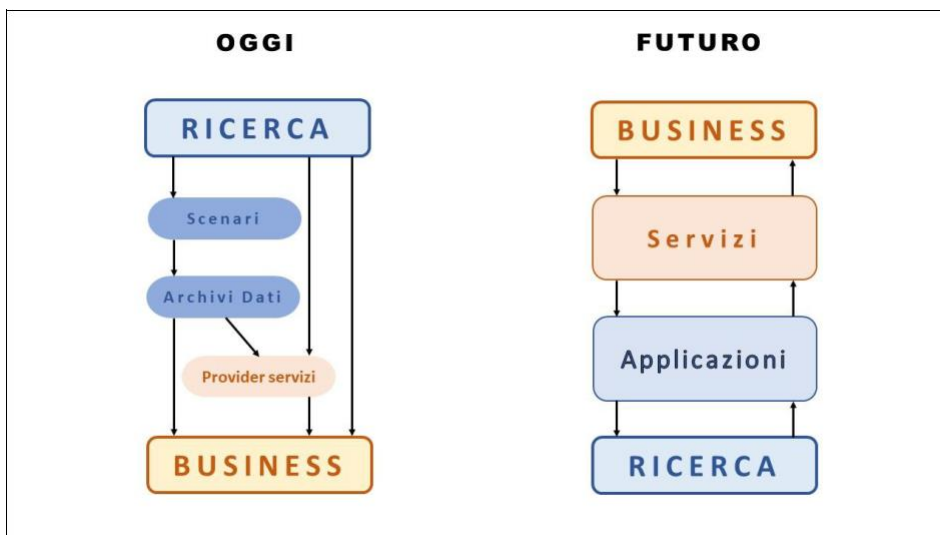 OGGI
RICERCA
Scenari
Archivi Dati
Provider servizi
BUSINESS
FUTURO
BUSINESS
Servizi
Applicazioni
RICERCA